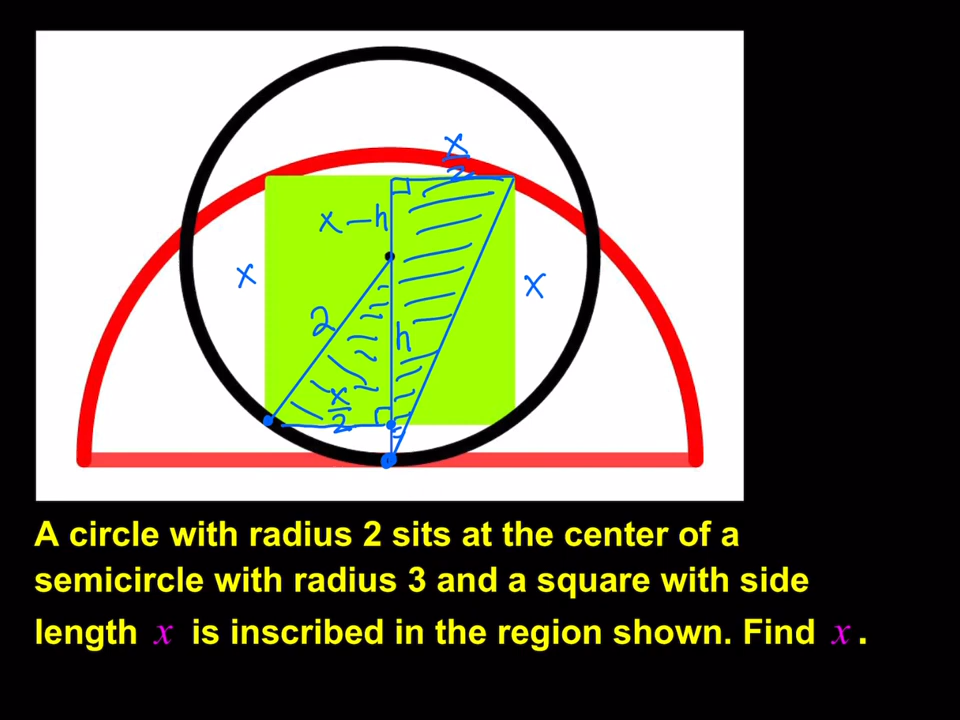 x
2
x - h
x
x
2
h
x
2
A circle with radius 2 sits at the center of a
semicircle with radius 3 and a square with side
length x is inscribed in the region shown. Find x.